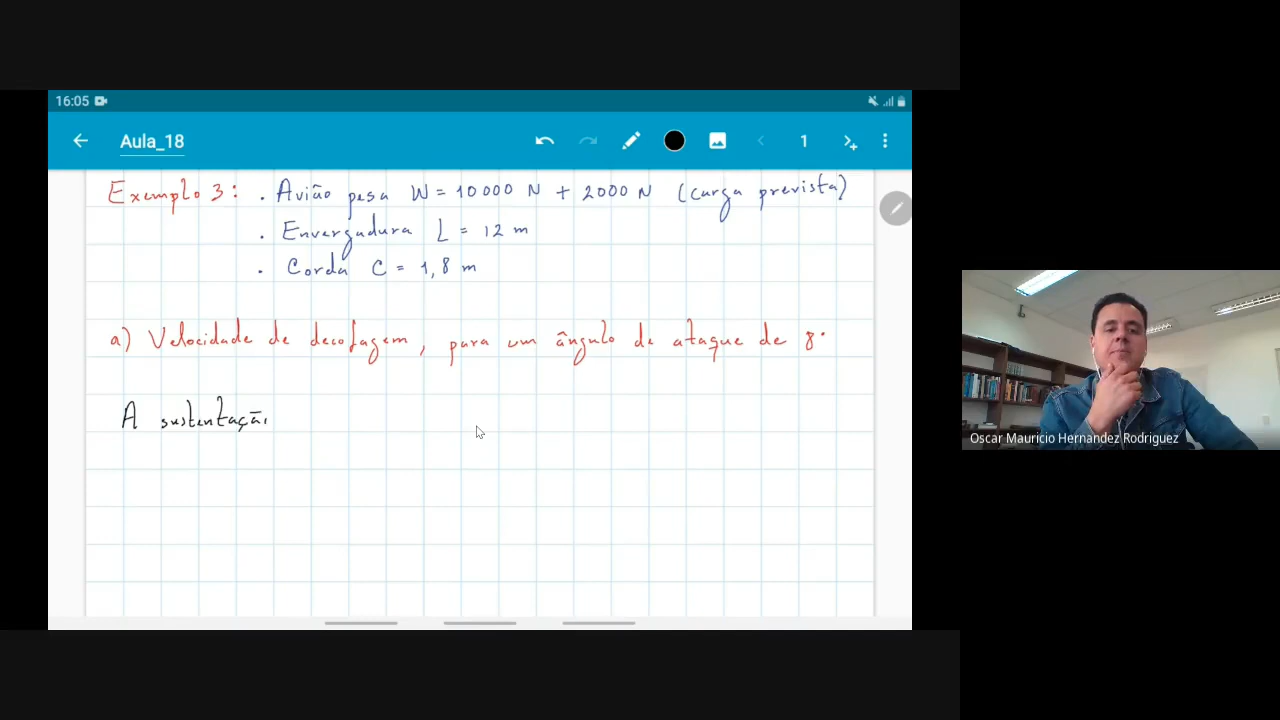 16:05
Aula_18
1
Exemplo 3: . Avião pesa W = 10000 N + 2000 N (carga prevista)
. Envergadura L = 12 m
. Corda C = 1,8 m
a) Velocidade de decolagem, para um ângulo de ataque de 8°
A sustentação
Oscar Mauricio Hernandez Rodriguez